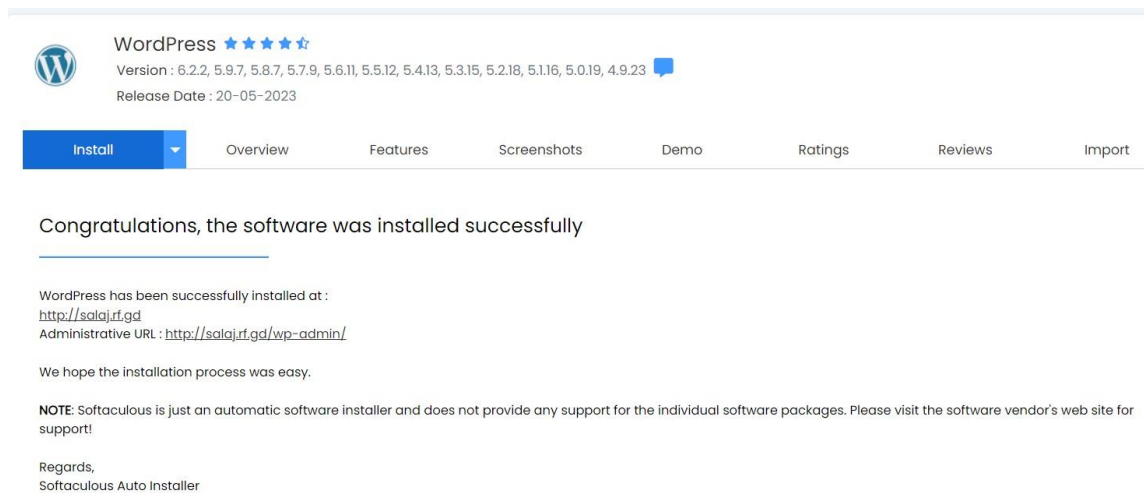 WordPress
Version : 6.2.2, 5.9.7, 5.8.7, 5.7.9, 5.6.11, 5.5.12, 5.4.13, 5.3.15, 5.2.18, 5.1.16, 5.0.19, 4.9.23
Release Date : 20-05-2023
Install Overview Features Screenshots Demo Ratings Reviews Import
Congratulations, the software was installed successfully
WordPress has been successfully installed at :
http://salaj.rf.gd
Administrative URL : http://salaj.rf.gd/wp-admin/
We hope the installation process was easy.
NOTE: Softaculous is just an automatic software installer and does not provide any support for the individual software packages. Please visit the software vendor's web site for
support!
Regards,
Softaculous Auto Installer